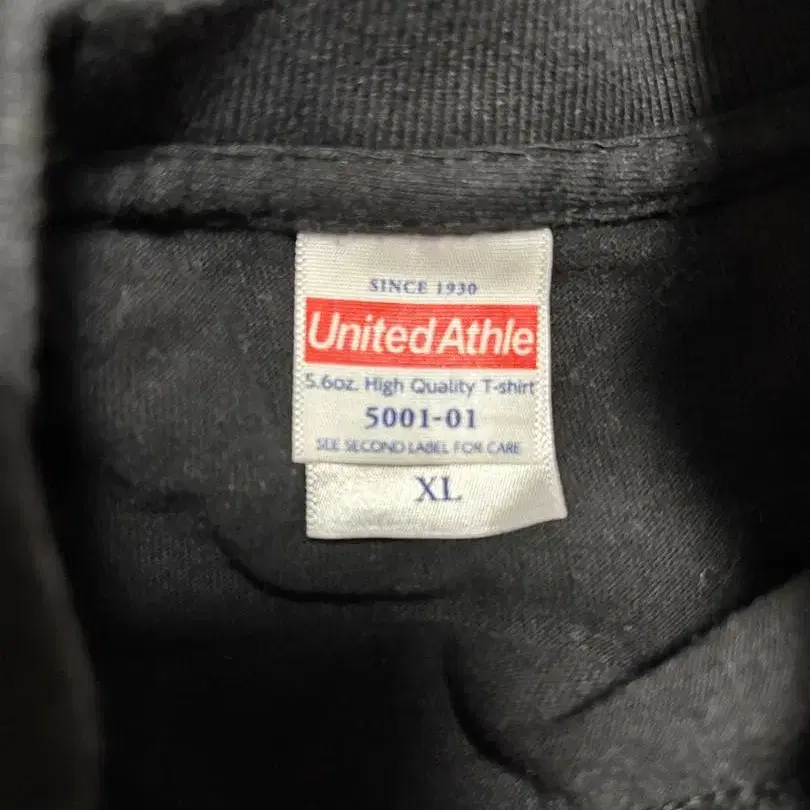 SINCE 1930
United Athle
5.6oz. High Quality T-shirt
5001-01
SEE SECOND LABEL FOR CARE
XL